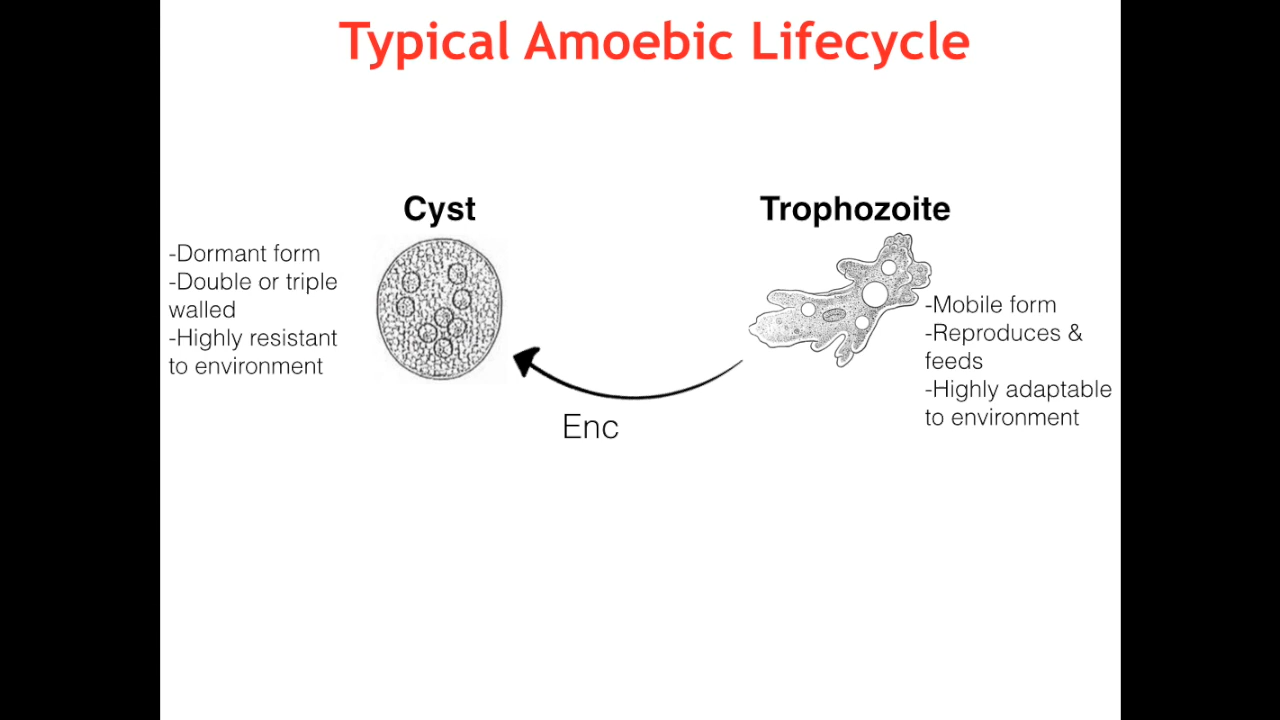 Typical Amoebic Lifecycle
Cyst
-Dormant form
-Double or triple
walled
-Highly resistant
to environment
Trophozoite
-Mobile form
-Reproduces &
feeds
-Highly adaptable
to environment
Enc